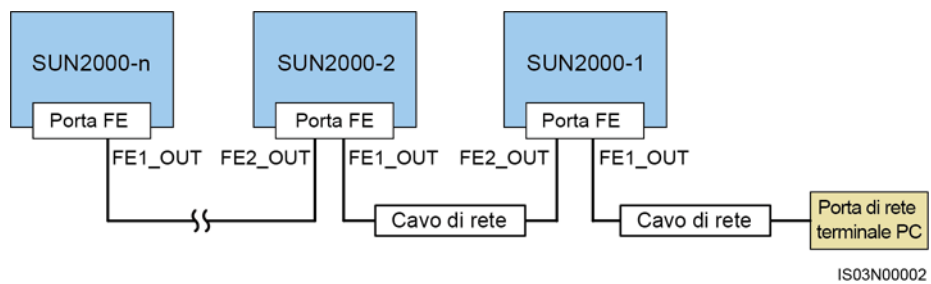 SUN2000-n
SUN2000-2
SUN2000-1
Porta FE
Porta FE
Porta FE
FE1_OUT
FE2_OUT
FE1_OUT
FE2_OUT
FE1_OUT
Cavo di rete
Cavo di rete
Porta di rete
terminale PC
IS03N00002